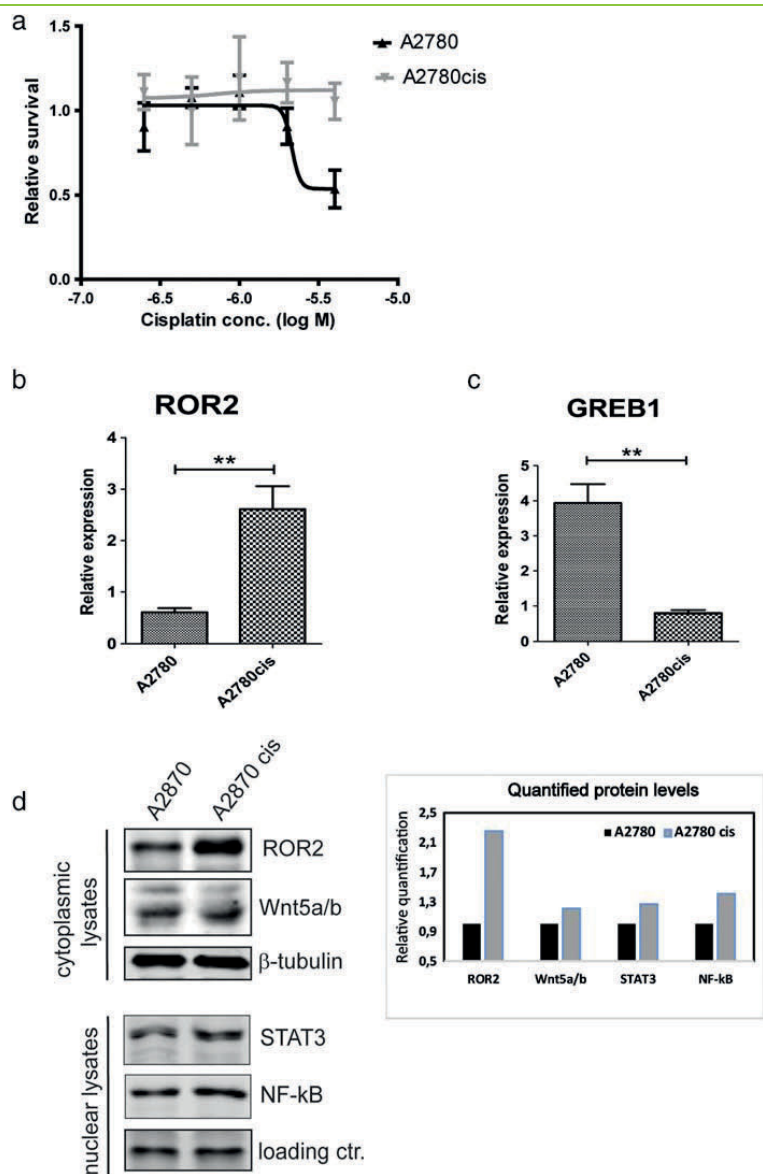 a
1.5
1.0
0.5
0.0
Relative survival
-7.0 -6.5 -6.0 -5.5 -5.0
Cisplatin conc. (log M)
A2780
A2780cis
b
ROR2
4
3
2
1
0
Relative expression
**
A2780 A2780cis
c
GREB1
5
4
3
2
1
0
Relative expression
**
A2780 A2780cis
d
A2870 A2870 cis
cytoplasmic lysates
ROR2
Wnt5a/b
β-tubulin
nuclear lysates
STAT3
NF-kB
loading ctr.
Quantified protein levels
A2780 A2780 cis
2,5
2,1
1,7
1,3
0,9
0,5
Relative quantification
ROR2 Wnt5a/b STAT3 NF-kB